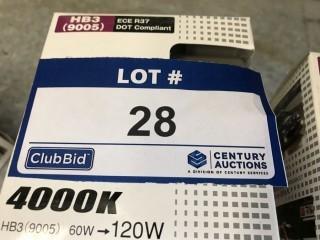 HB3
(9005)
ECE R37
DOT Compliant
LOT #
28
ClubBid™
CENTURY
AUCTIONS
A DIVISION OF CENTURY SERVICES
4000K
HB3(9005) 60W→120W